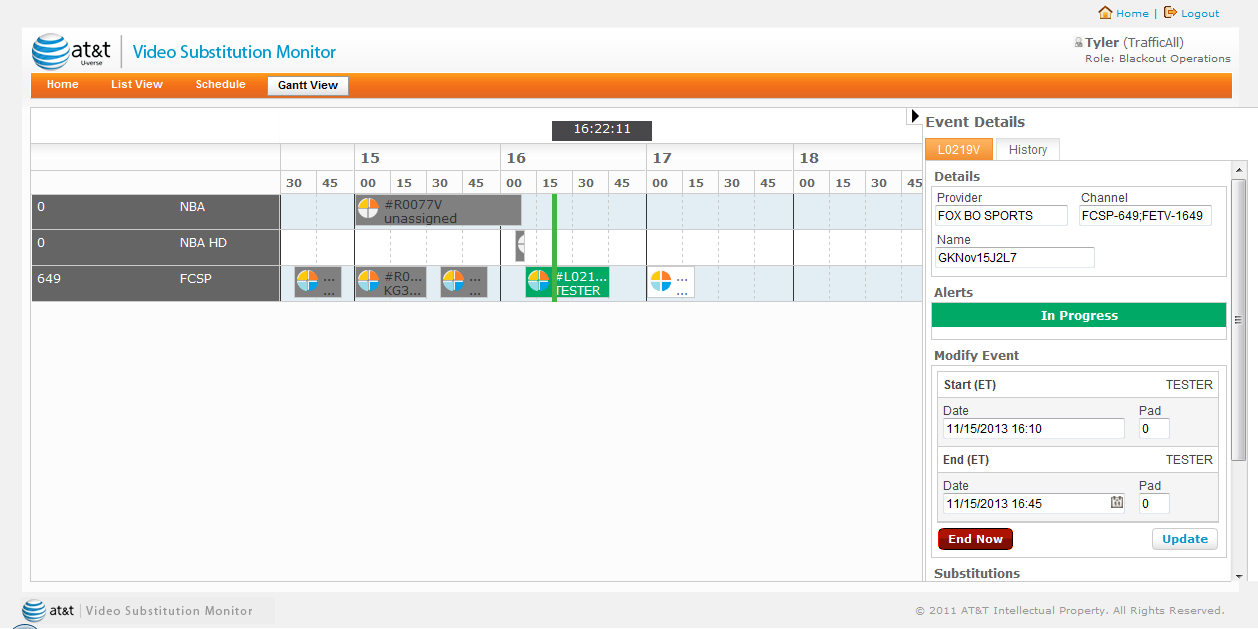 Home | Logout
at&t U-verse Video Substitution Monitor
Tyler (TrafficAll)
Role: Blackout Operations
Home List View Schedule Gantt View
16:22:11
15 16 17 18
30 45 00 15 30 45 00 15 30 45 00 15 30 45 00 15 30 45
0 NBA
#R0077V
unassigned
0 NBA HD
649 FCSP
... #R0... ... #L021... ...
... KG3... ... TESTER ...
Event Details
L0219V History
Details
Provider Channel
FOX BO SPORTS FCSP-649;FETV-1649
Name
GKNov15J2L7
Alerts
In Progress
Modify Event
Start (ET) TESTER
Date Pad
11/15/2013 16:10 0
End (ET) TESTER
Date Pad
11/15/2013 16:45 0
End Now Update
Substitutions
at&t Video Substitution Monitor
© 2011 AT&T Intellectual Property. All Rights Reserved.